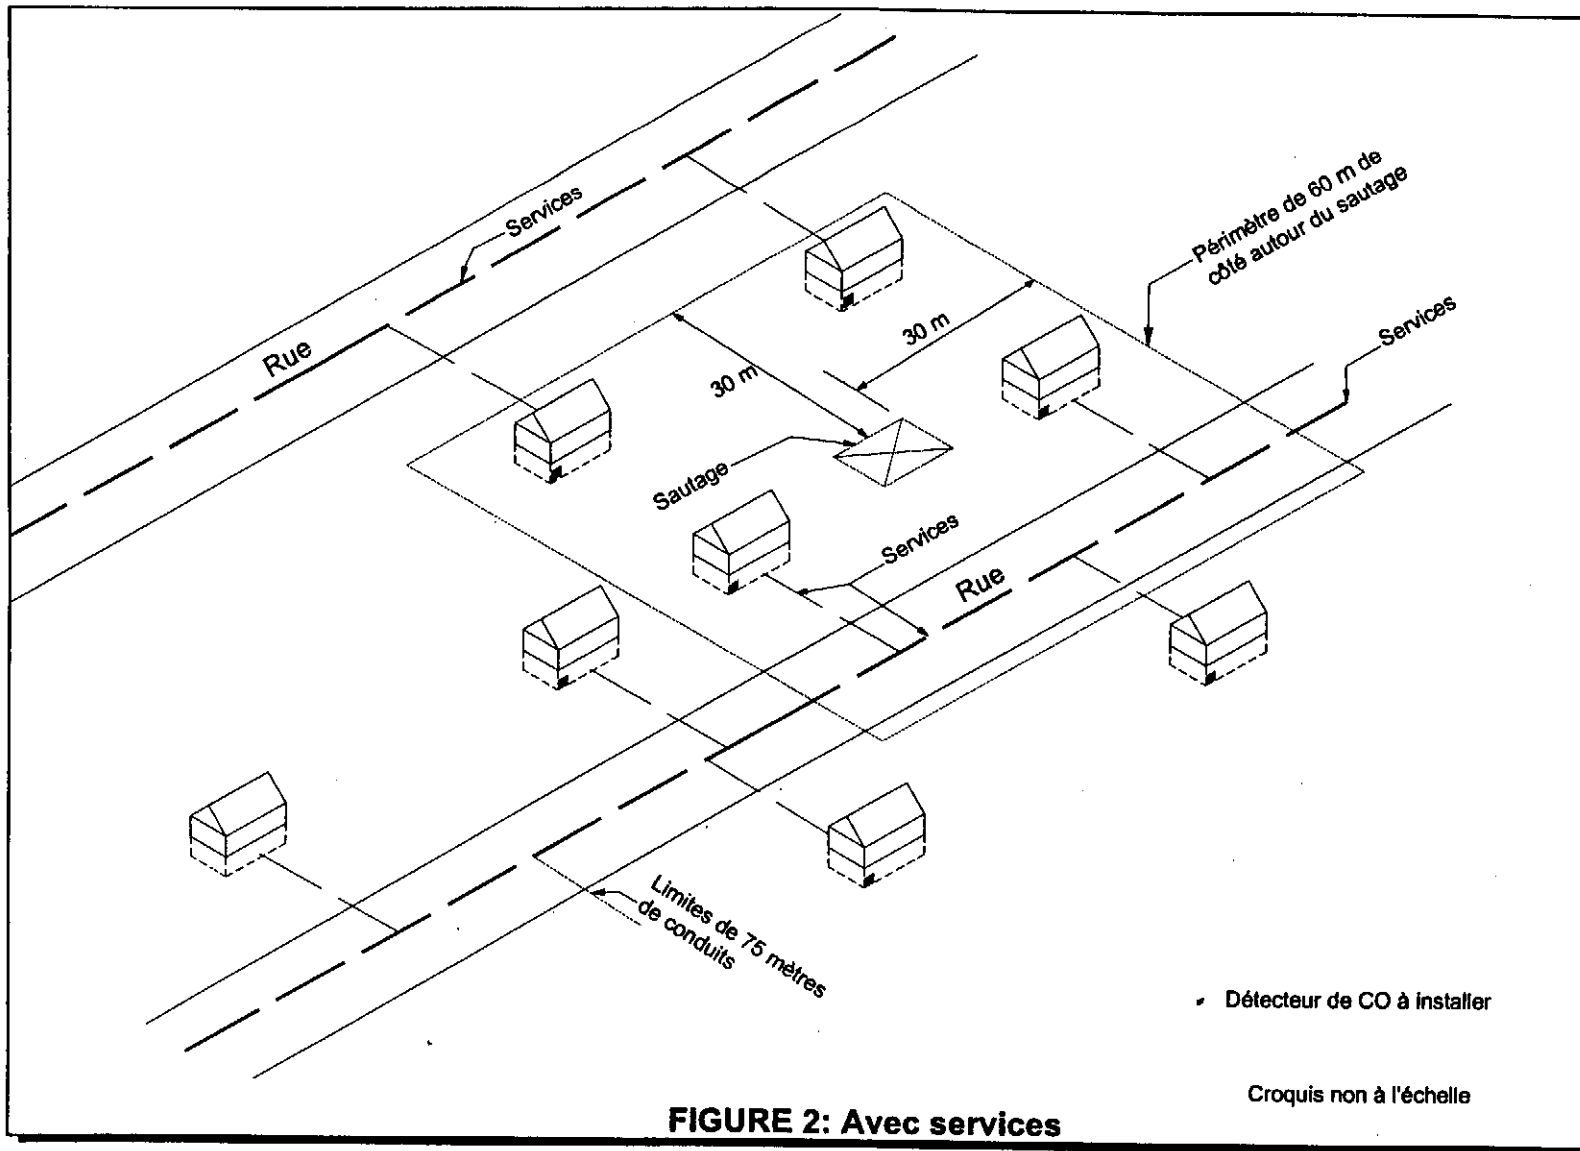 Services
Rue
30 m
30 m
Périmètre de 60 m de
côté autour du sautage
Services
Sautage
Services
Rue
Limites de 75 mètres
de conduits
Détecteur de CO à installer
Croquis non à l'échelle
FIGURE 2: Avec services